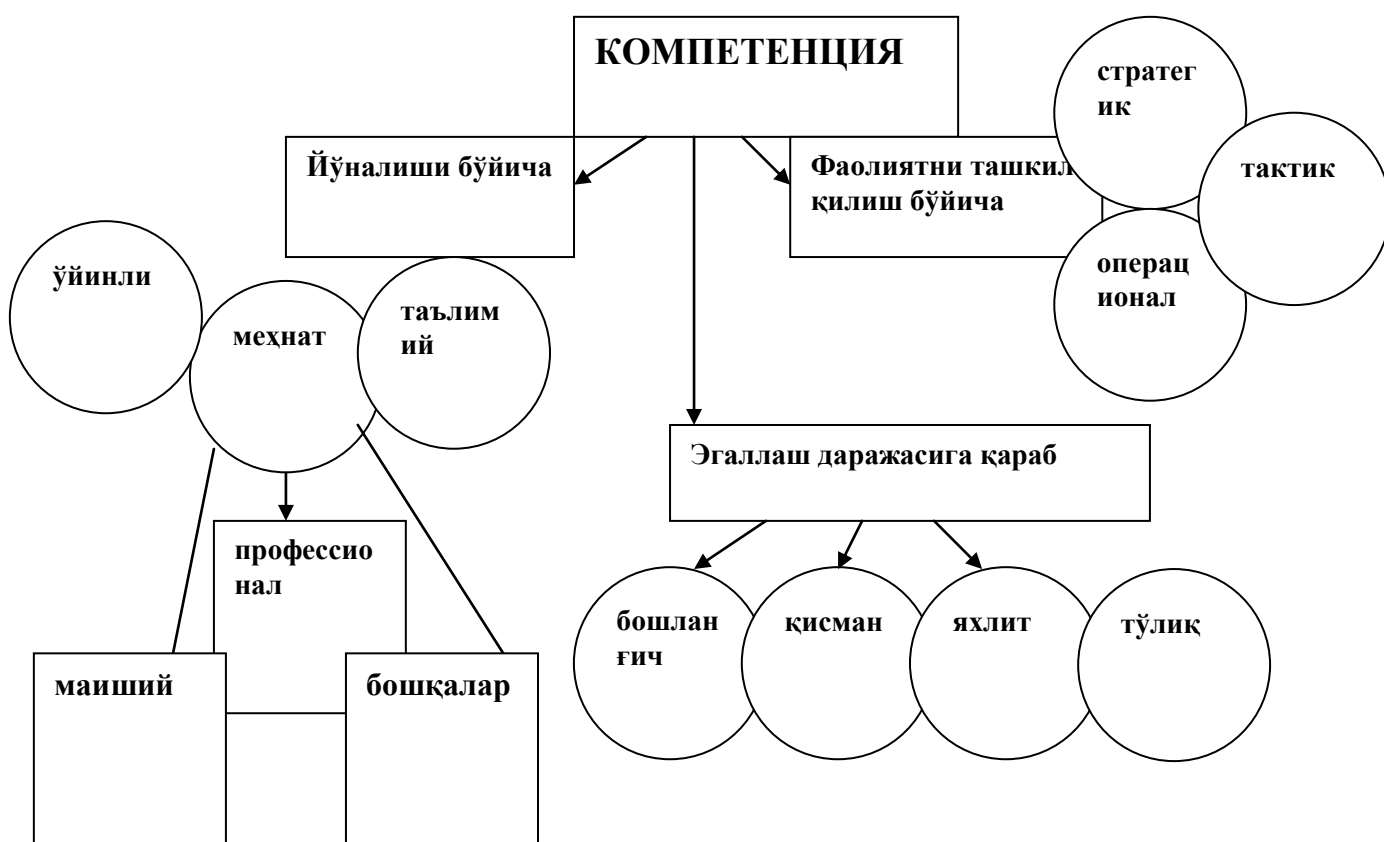 КОМПЕТЕНЦИЯ
Йўналиши бўйича
Фаолиятни ташкил
қилиш бўйича
стратег
ик
тактик
операц
ионал
ўйинли
меҳнат
таълим
ий
Эгаллаш даражасига қараб
профессио
нал
маиший
бошқалар
бошлан
ғич
қисман
яхлит
тўлиқ